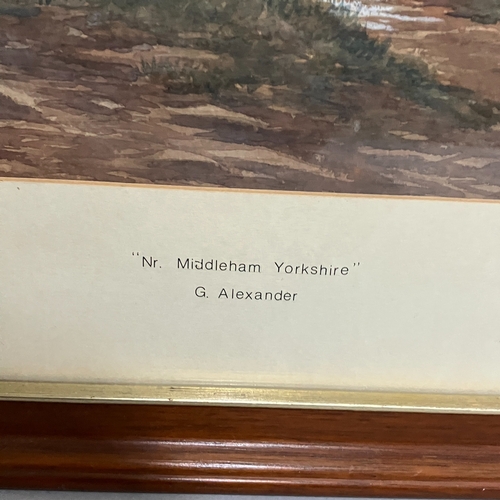 "Nr. Middleham Yorkshire"
G. Alexander